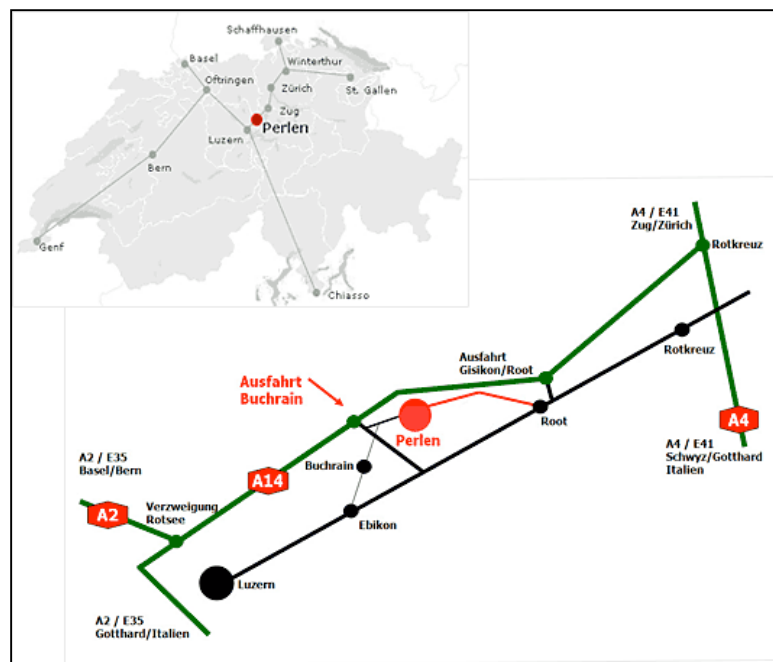 Schaffhausen
Basel
Winterthur
Oftringen
Zürich
St. Gallen
Zug
Perlen
Luzern
Bern
Genf
Chiasso
A4 / E41
Zug/Zürich
Rotkreuz
Rotkreuz
Ausfahrt
Gisikon/Root
Ausfahrt
Buchrain
Perlen
Root
A4
A4 / E41
Schwyz/Gotthard
Italien
A2 / E35
Basel/Bern
Buchrain
A14
A2
Verzweigung
Rotsee
Ebikon
Luzern
A2 / E35
Gotthard/Italien